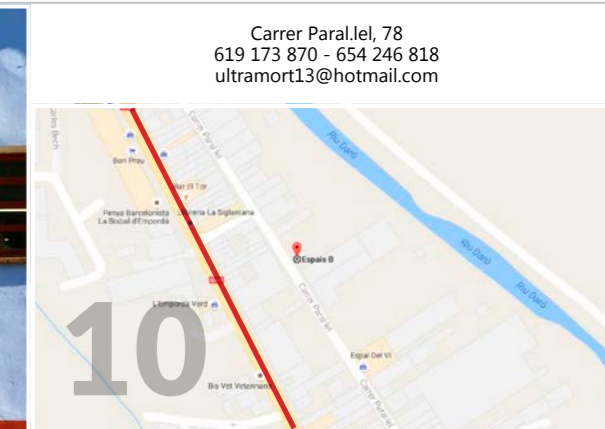 Carrer Paral.lel, 78
619 173 870 - 654 246 818
ultramort13@hotmail.com
Carrer Paral·lel
Riu Daró
Bon Preu
Bar El Tor
Penya Barcelonista
La Bisbal d'Empordà
Llibreria La Siglantana
Espais B
Riu Daró
Riu Daró
L'Empordà Verd
Carrer Paral·lel
10
Espai Del Vi
Bis Vet Veterinaris
Carrer Paral·lel